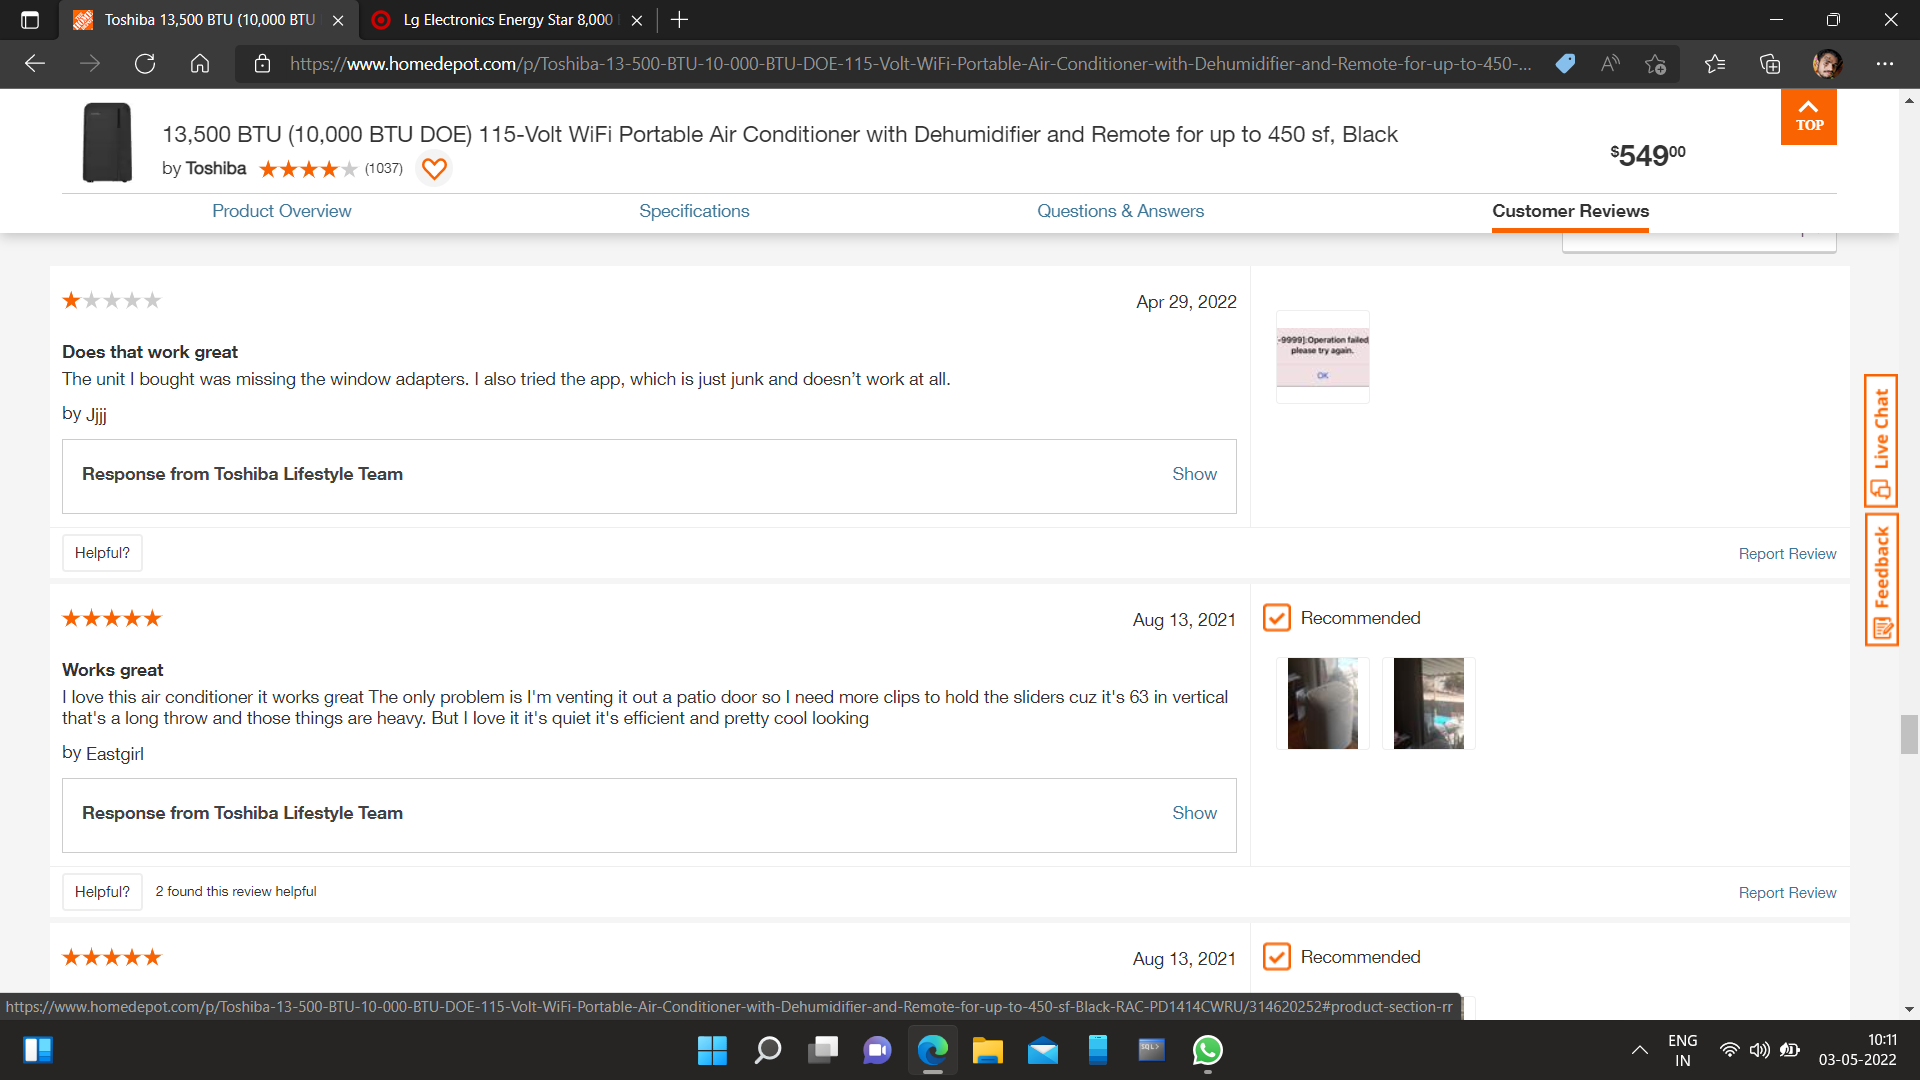 Toshiba 13,500 BTU (10,000 BTU
Lg Electronics Energy Star 8,000
https://www.homedepot.com/p/Toshiba-13-500-BTU-10-000-BTU-DOE-115-Volt-WiFi-Portable-Air-Conditioner-with-Dehumidifier-and-Remote-for-up-to-450-...
13,500 BTU (10,000 BTU DOE) 115-Volt WiFi Portable Air Conditioner with Dehumidifier and Remote for up to 450 sf, Black
by Toshiba (1037)
$54900
TOP
Product Overview
Specifications
Questions & Answers
Customer Reviews
Apr 29, 2022
Does that work great
The unit I bought was missing the window adapters. I also tried the app, which is just junk and doesn’t work at all.
by Jjjj
-9999]:Operation failed
please try again.
OK
Response from Toshiba Lifestyle Team
Show
Helpful?
Report Review
Live Chat
Feedback
Aug 13, 2021
Recommended
Works great
I love this air conditioner it works great The only problem is I'm venting it out a patio door so I need more clips to hold the sliders cuz it's 63 in vertical
that's a long throw and those things are heavy. But I love it it's quiet it's efficient and pretty cool looking
by Eastgirl
Response from Toshiba Lifestyle Team
Show
Helpful?
2 found this review helpful
Report Review
Aug 13, 2021
Recommended
https://www.homedepot.com/p/Toshiba-13-500-BTU-10-000-BTU-DOE-115-Volt-WiFi-Portable-Air-Conditioner-with-Dehumidifier-and-Remote-for-up-to-450-sf-Black-RAC-PD1414CWRU/314620252#product-section-rr
SQL>
ENG
IN
10:11
03-05-2022